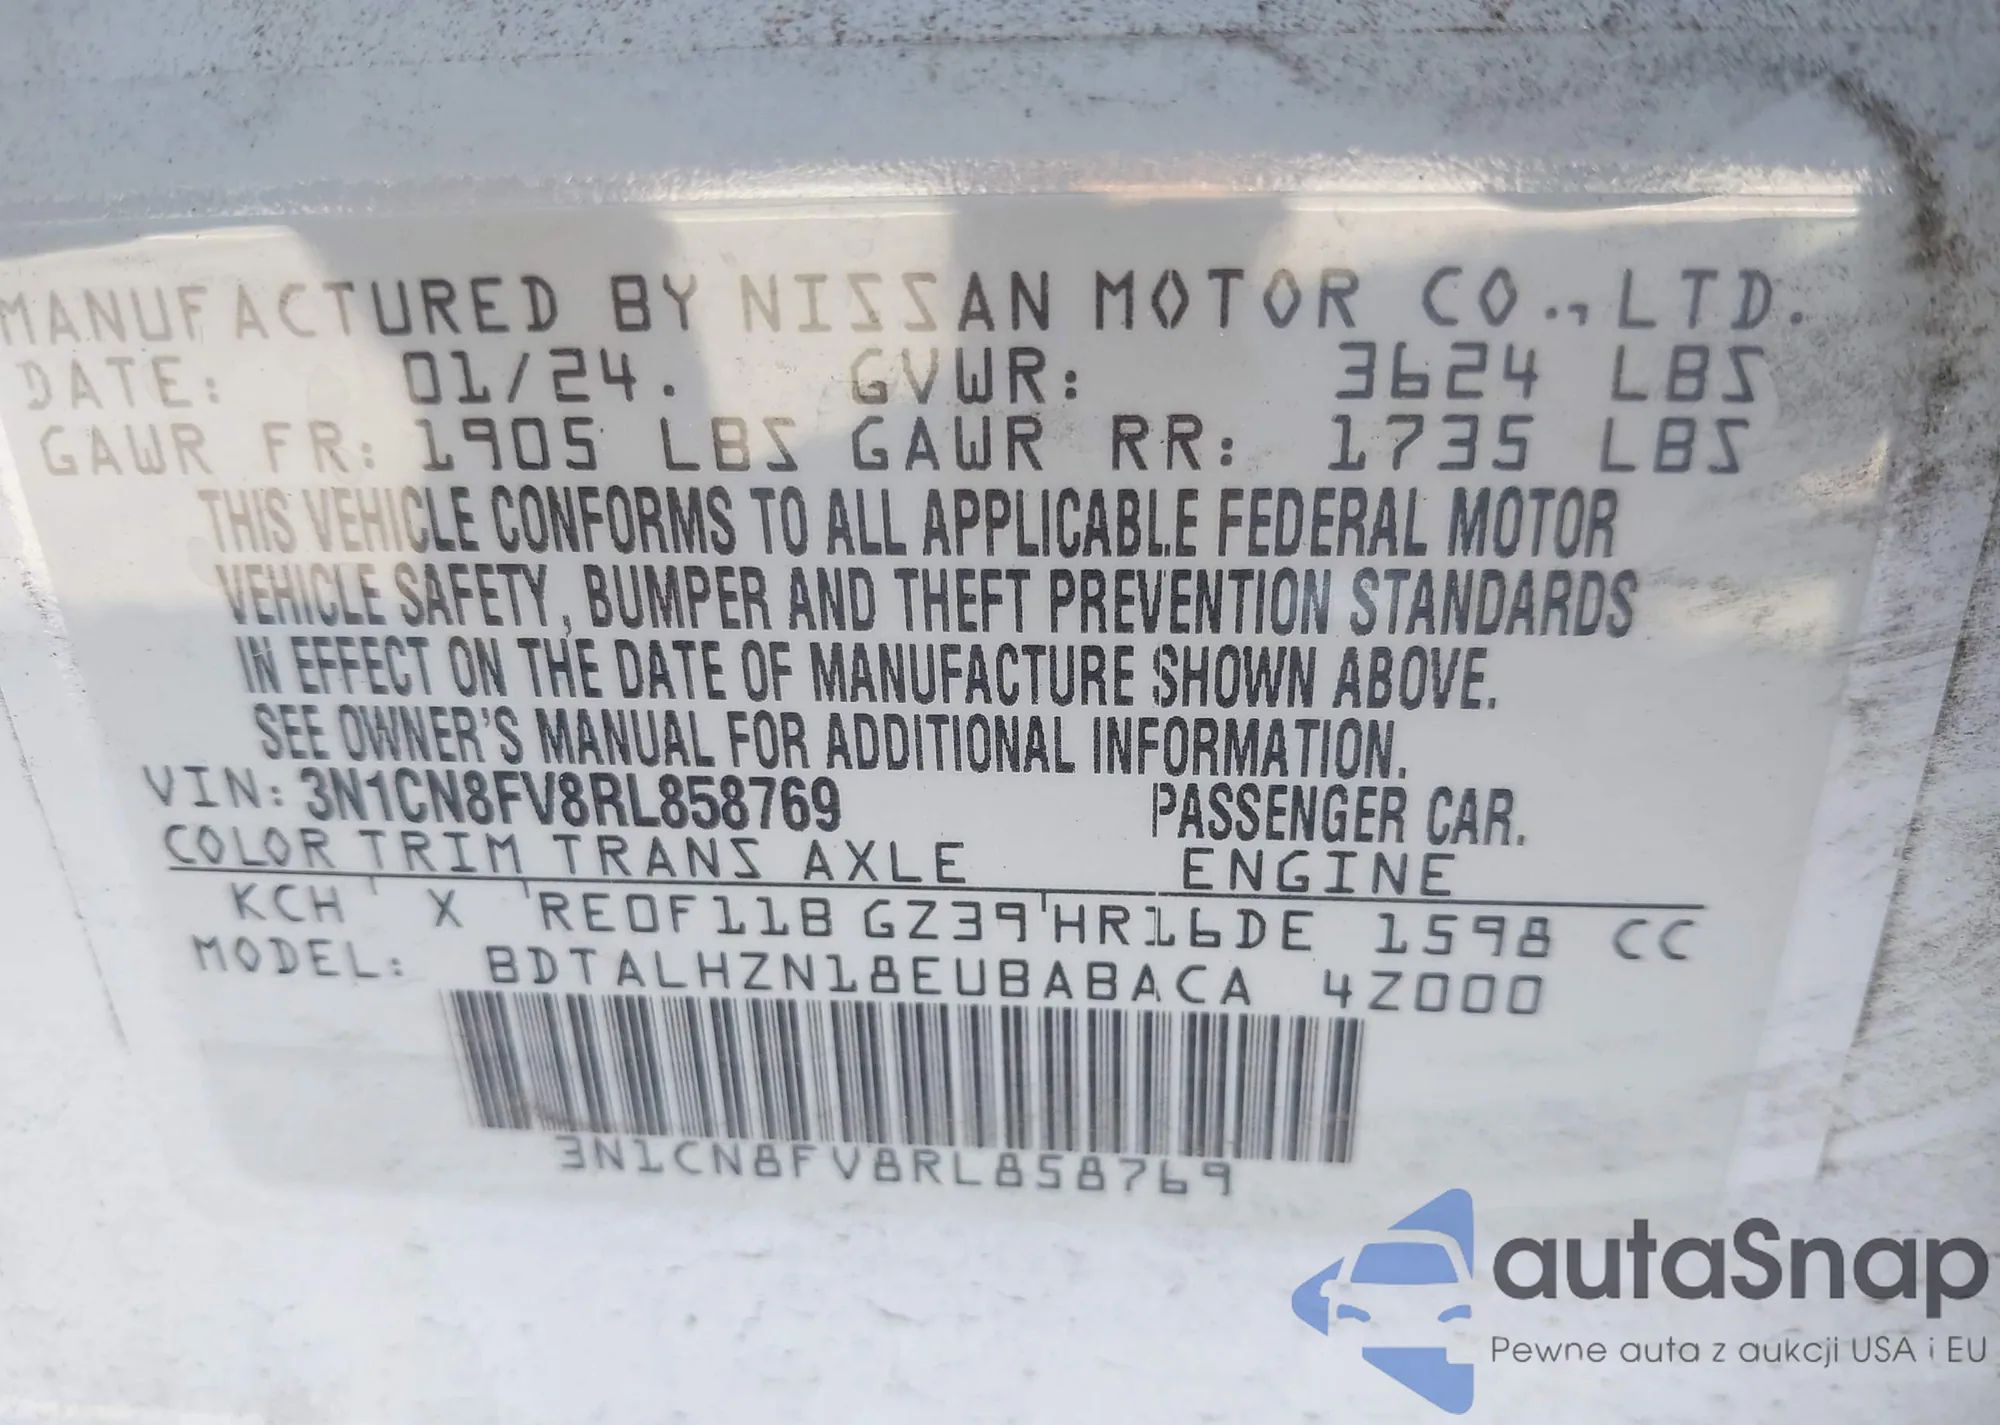 MANUFACTURED BY NISSAN MOTOR CO., LTD.
DATE: 01/24. GVWR: 3624 LBS
GAWR FR: 1905 LBS GAWR RR: 1735 LBS
THIS VEHICLE CONFORMS TO ALL APPLICABLE FEDERAL MOTOR
VEHICLE SAFETY, BUMPER AND THEFT PREVENTION STANDARDS
IN EFFECT ON THE DATE OF MANUFACTURE SHOWN ABOVE.
SEE OWNER'S MANUAL FOR ADDITIONAL INFORMATION.
VIN: 3N1CN8FV8RL858769 PASSENGER CAR.
COLOR TRIM TRANS AXLE ENGINE
KCH X RE0F11B GZ39 HR16DE 1598 CC
MODEL: BDTALHZN18EUBABACA 4Z000
3N1CN8FV8RL858769
autaSnap
Pewne auta z aukcji USA i EU